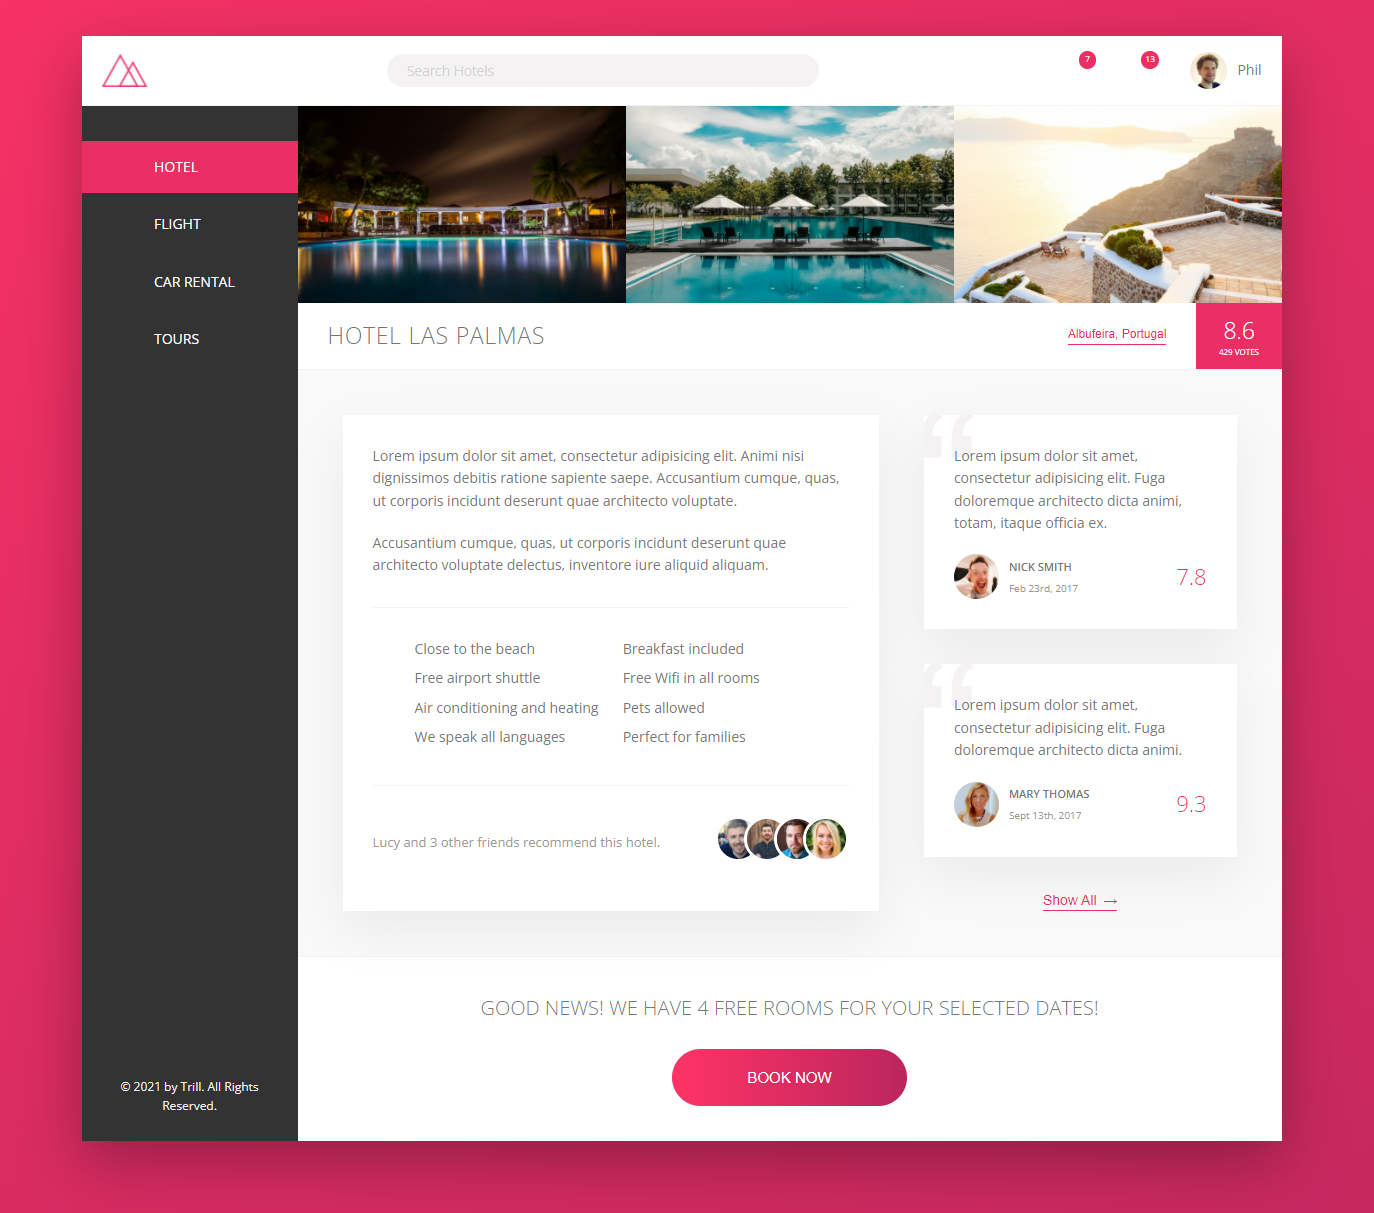 Search Hotels
7
13
Phil
HOTEL
FLIGHT
CAR RENTAL
TOURS
© 2021 by Trill. All Rights
Reserved.
HOTEL LAS PALMAS
Albufeira, Portugal
8.6
429 VOTES
Lorem ipsum dolor sit amet, consectetur adipisicing elit. Animi nisi
dignissimos debitis ratione sapiente saepe. Accusantium cumque, quas,
ut corporis incidunt deserunt quae architecto voluptate.
Accusantium cumque, quas, ut corporis incidunt deserunt quae
architecto voluptate delectus, inventore iure aliquid aliquam.
Close to the beach
Breakfast included
Free airport shuttle
Free Wifi in all rooms
Air conditioning and heating
Pets allowed
We speak all languages
Perfect for families
Lucy and 3 other friends recommend this hotel.
“
Lorem ipsum dolor sit amet,
consectetur adipisicing elit. Fuga
doloremque architecto dicta animi,
totam, itaque officia ex.
NICK SMITH
Feb 23rd, 2017
7.8
“
Lorem ipsum dolor sit amet,
consectetur adipisicing elit. Fuga
doloremque architecto dicta animi.
MARY THOMAS
Sept 13th, 2017
9.3
Show All →
GOOD NEWS! WE HAVE 4 FREE ROOMS FOR YOUR SELECTED DATES!
BOOK NOW